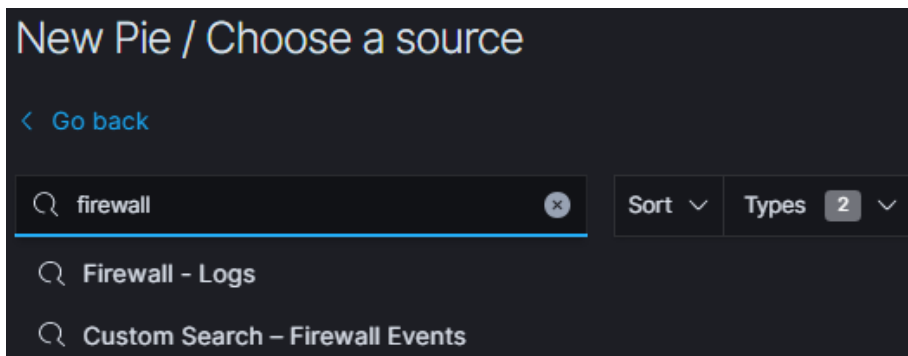 New Pie / Choose a source
Go back
firewall
Sort Types 2
Firewall - Logs
Custom Search – Firewall Events